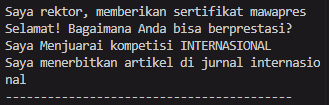 Saya rektor, memberikan sertifikat mawapres
Selamat! Bagaimana Anda bisa berprestasi?
Saya Menjuarai kompetisi INTERNASIONAL
Saya menerbitkan artikel di jurnal internasio
nal
-----------------------------------------